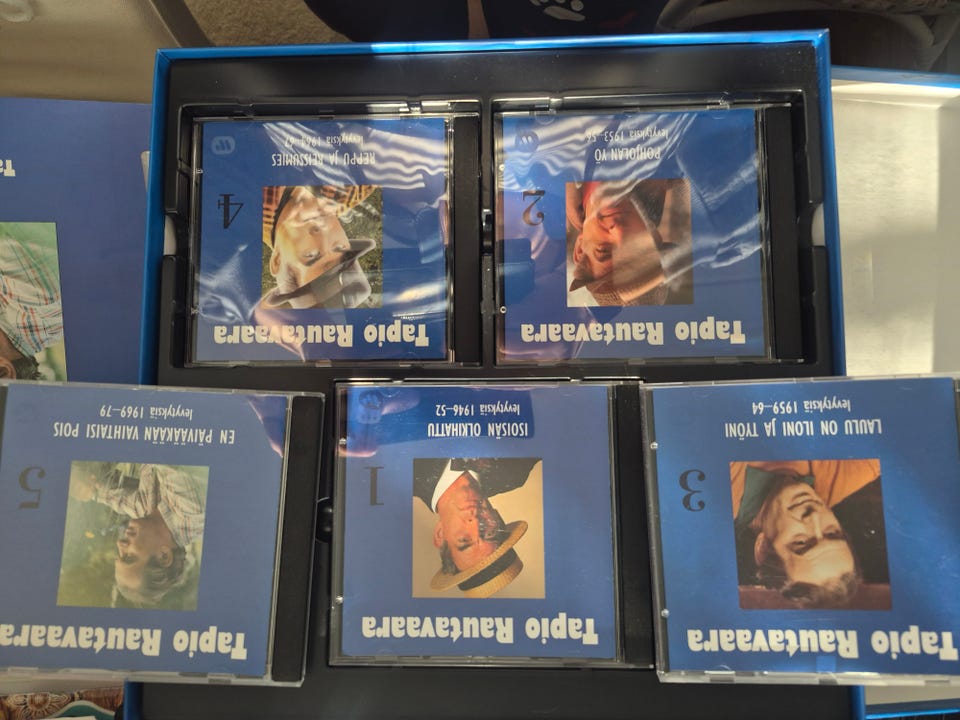 Tapio Rautavaara
3
LAULU ON ILONI JA TYÖNI
levytyksiä 1959–64
Tapio Rautavaara
1
ISOISÄN OLKIHATTU
levytyksiä 1946–52
Tapio Rautavaara
5
EN PÄIVÄÄKÄÄN VAIHTAISI POIS
levytyksiä 1969–79
Tapio Rautavaara
2
POHJOLAN YÖ
levytyksiä 1953–56
Tapio Rautavaara
4
REPPU JA REISSUMIES
levytyksiä
Ta